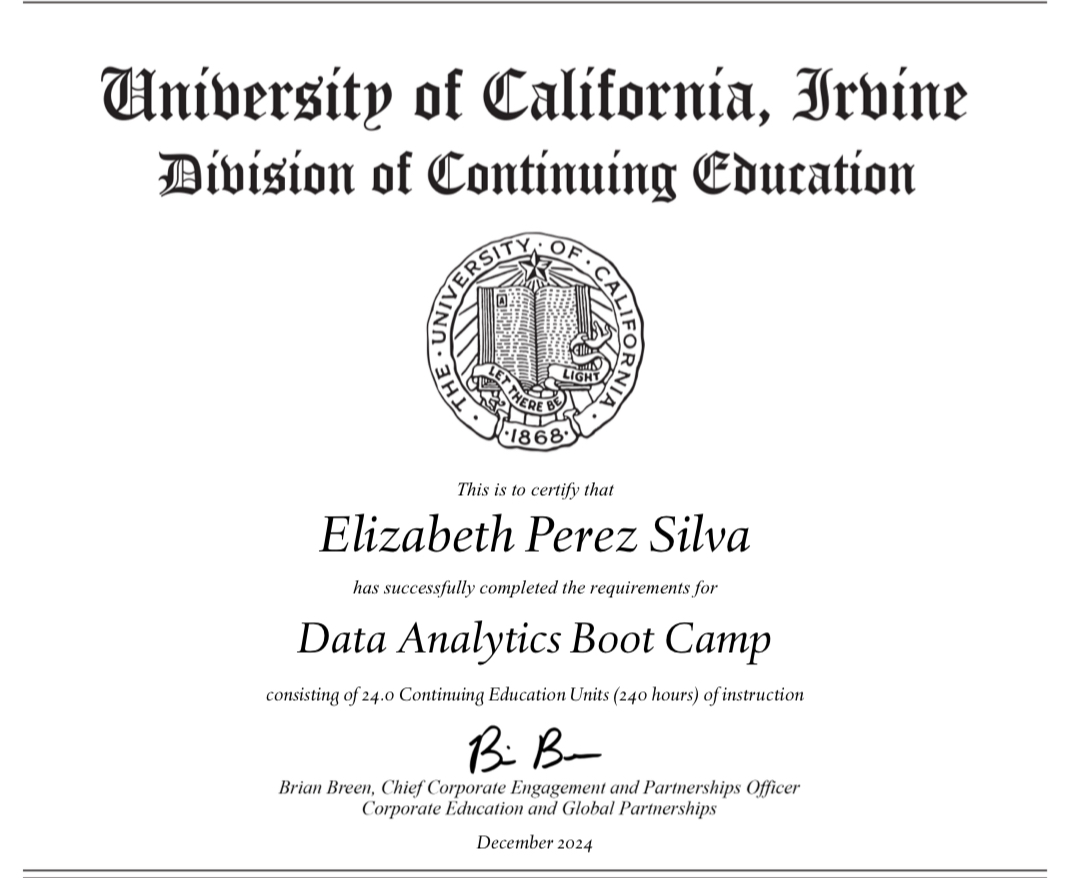 University of California, Irvine
Division of Continuing Education
THE · UNIVERSITY · OF · CALIFORNIA ·
A
LET THERE BE LIGHT
·1868·
This is to certify that
Elizabeth Perez Silva
has successfully completed the requirements for
Data Analytics Boot Camp
consisting of 24.0 Continuing Education Units (240 hours) of instruction
Brian Breen, Chief Corporate Engagement and Partnerships Officer
Corporate Education and Global Partnerships
December 2024